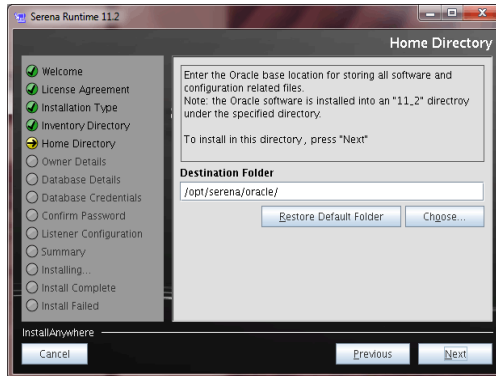 Serena Runtime 11.2
Home Directory
Welcome
License Agreement
Installation Type
Inventory Directory
Home Directory
Owner Details
Database Details
Database Credentials
Confirm Password
Listener Configuration
Summary
Installing...
Install Complete
Install Failed
Enter the Oracle base location for storing all software and
configuration related files.
Note: the Oracle software is installed into an "11_2" directroy
under the specified directory.
To install in this directory, press "Next"
Destination Folder
/opt/serena/oracle/
Restore Default Folder
Choose...
InstallAnywhere
Cancel
Previous
Next